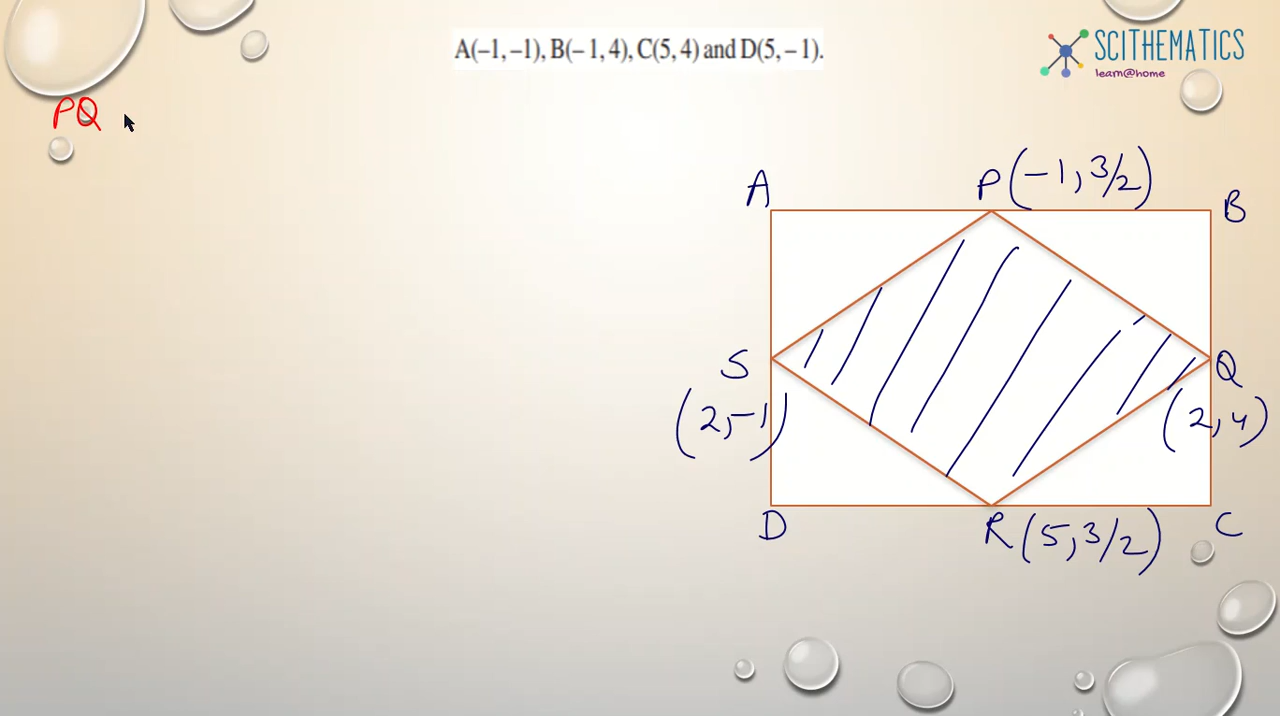 A(−1, −1), B(− 1, 4), C(5, 4) and D(5, − 1).
SCITHEMATICS
learn@home
PQ
A
P(−1, 3/2)
B
S
(2, −1)
Q
(2, 4)
D
R(5, 3/2)
C